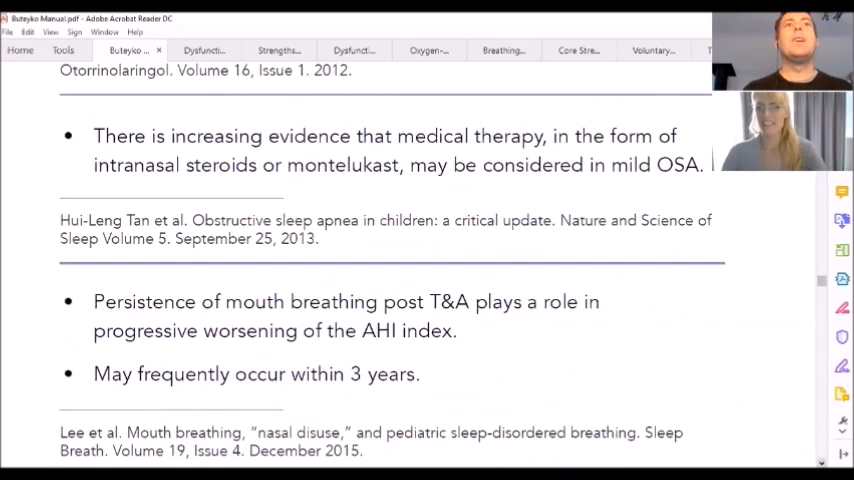 Buteyko Manual.pdf - Adobe Acrobat Reader DC
File Edit View Sign Window Help
Home Tools Buteyko ... × Dysfuncti... Strengths... Dysfuncti... Oxygen-... Breathing... Core Stre... Voluntary...
Otorrinolaringol. Volume 16, Issue 1. 2012.
• There is increasing evidence that medical therapy, in the form of
intranasal steroids or montelukast, may be considered in mild OSA.
Hui-Leng Tan et al. Obstructive sleep apnea in children: a critical update. Nature and Science of
Sleep Volume 5. September 25, 2013.
• Persistence of mouth breathing post T&A plays a role in
progressive worsening of the AHI index.
• May frequently occur within 3 years.
Lee et al. Mouth breathing, “nasal disuse,” and pediatric sleep-disordered breathing. Sleep
Breath. Volume 19, Issue 4. December 2015.